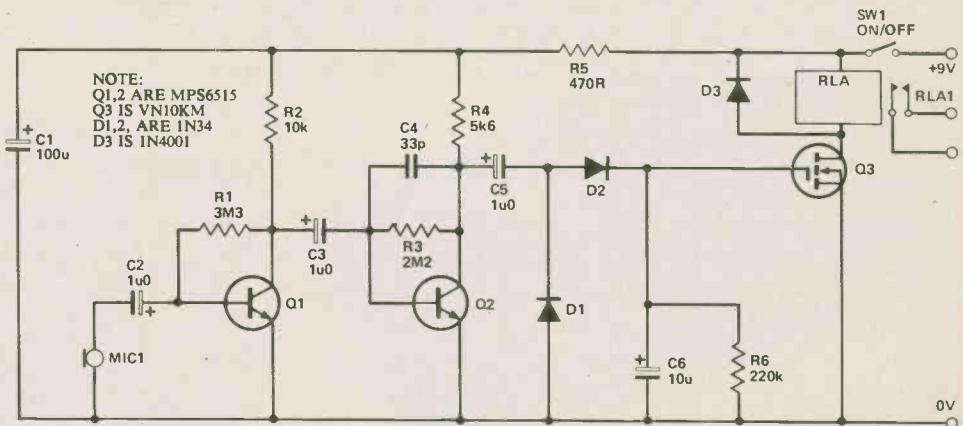 SW1
ON/OFF
+9V
R5
470R
D3
RLA
RLA1
NOTE:
Q1,2 ARE MPS6515
Q3 IS VN10KM
D1,2, ARE 1N34
D3 IS 1N4001
R2
10k
R4
5k6
C4
33p
+
C1
100u
+
C5
1u0
D2
Q3
R1
3M3
+
C3
1u0
R3
2M2
C2
1u0
+
Q1
Q2
D1
MIC1
+
C6
10u
R6
220k
0V